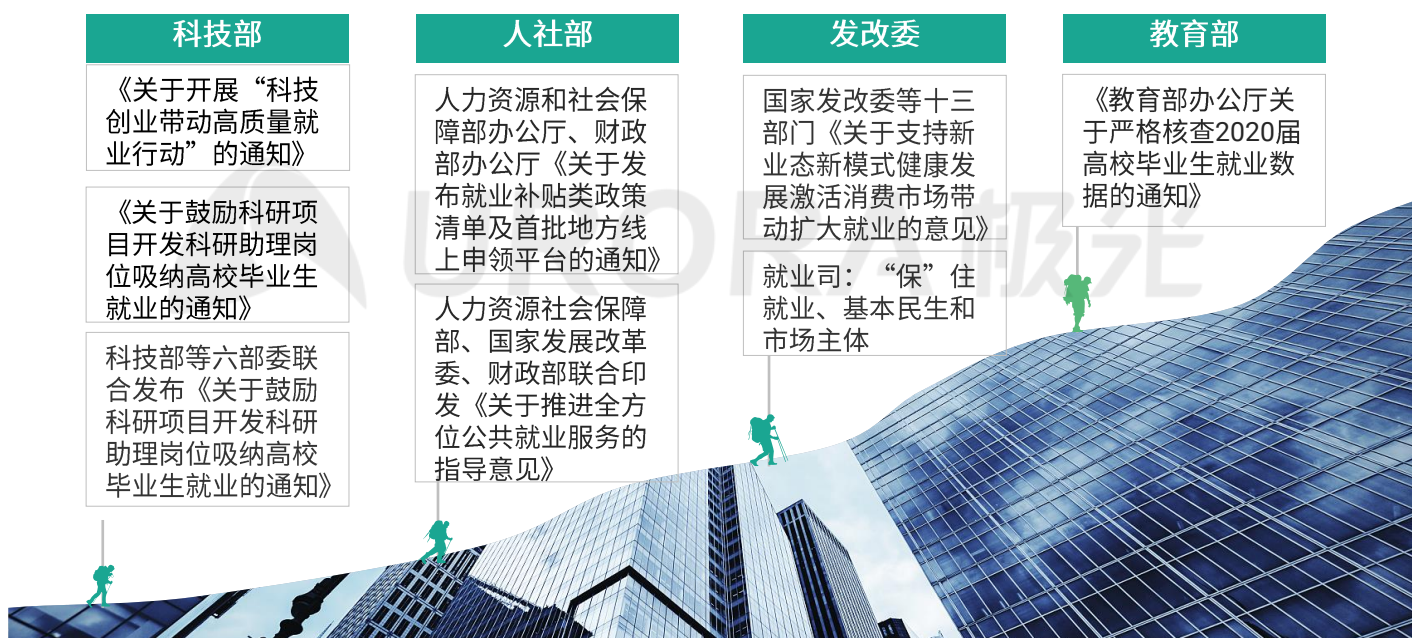 科技部
《关于开展“科技
创业带动高质量就
业行动”的通知》
《关于鼓励科研项
目开发科研助理岗
位吸纳高校毕业生
就业的通知》
科技部等六部委联
合发布《关于鼓励
科研项目开发科研
助理岗位吸纳高校
毕业生就业的通知》
人社部
人力资源和社会保
障部办公厅、财政
部办公厅《关于发
布就业补贴类政策
清单及首批地方线
上申领平台的通知》
人力资源社会保障
部、国家发展改革
委、财政部联合印
发《关于推进全方
位公共就业服务的
指导意见》
发改委
国家发改委等十三
部门《关于支持新
业态新模式健康发
展激活消费市场带
动扩大就业的意见》
就业司：“保”住
就业、基本民生和
市场主体
教育部
《教育部办公厅关
于严格核查2020届
高校毕业生就业数
据的通知》
AURORA极光